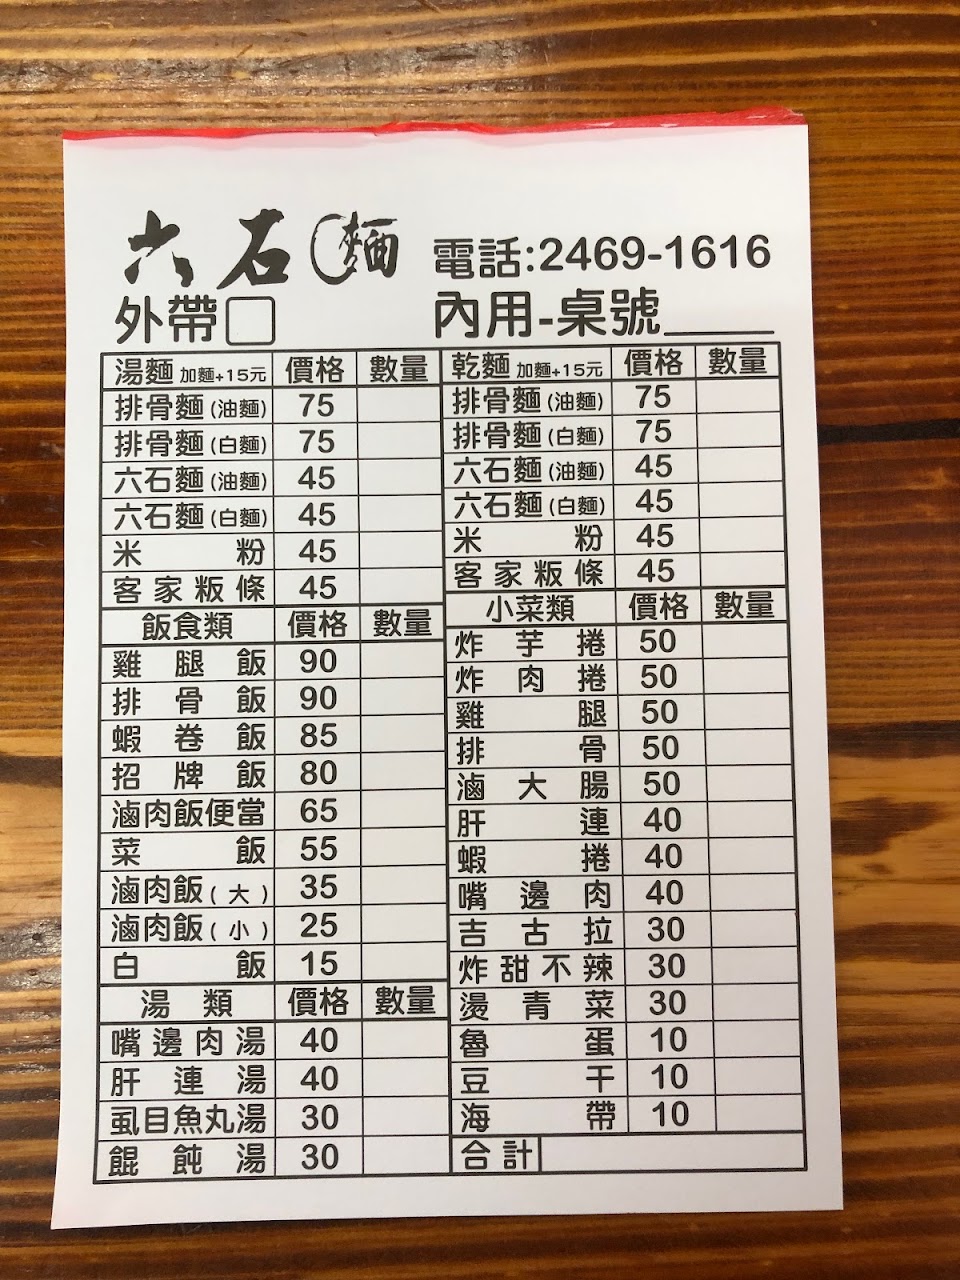 六石麵 電話:2469-1616
外帶□ 內用-桌號____
湯麵 加麵+15元 價格 數量
排骨麵(油麵) 75
排骨麵(白麵) 75
六石麵(油麵) 45
六石麵(白麵) 45
米粉 45
客家粄條 45
飯食類 價格 數量
雞腿飯 90
排骨飯 90
蝦卷飯 85
招牌飯 80
滷肉飯便當 65
菜飯 55
滷肉飯(大) 35
滷肉飯(小) 25
白飯 15
湯類 價格 數量
嘴邊肉湯 40
肝連湯 40
虱目魚丸湯 30
餛飩湯 30
乾麵 加麵+15元 價格 數量
排骨麵(油麵) 75
排骨麵(白麵) 75
六石麵(油麵) 45
六石麵(白麵) 45
米粉 45
客家粄條 45
小菜類 價格 數量
炸芋捲 50
炸肉捲 50
雞腿 50
排骨 50
滷大腸 50
肝連 40
蝦捲 40
嘴邊肉 40
吉古拉 30
炸甜不辣 30
燙青菜 30
魯蛋 10
豆干 10
海帶 10
合計